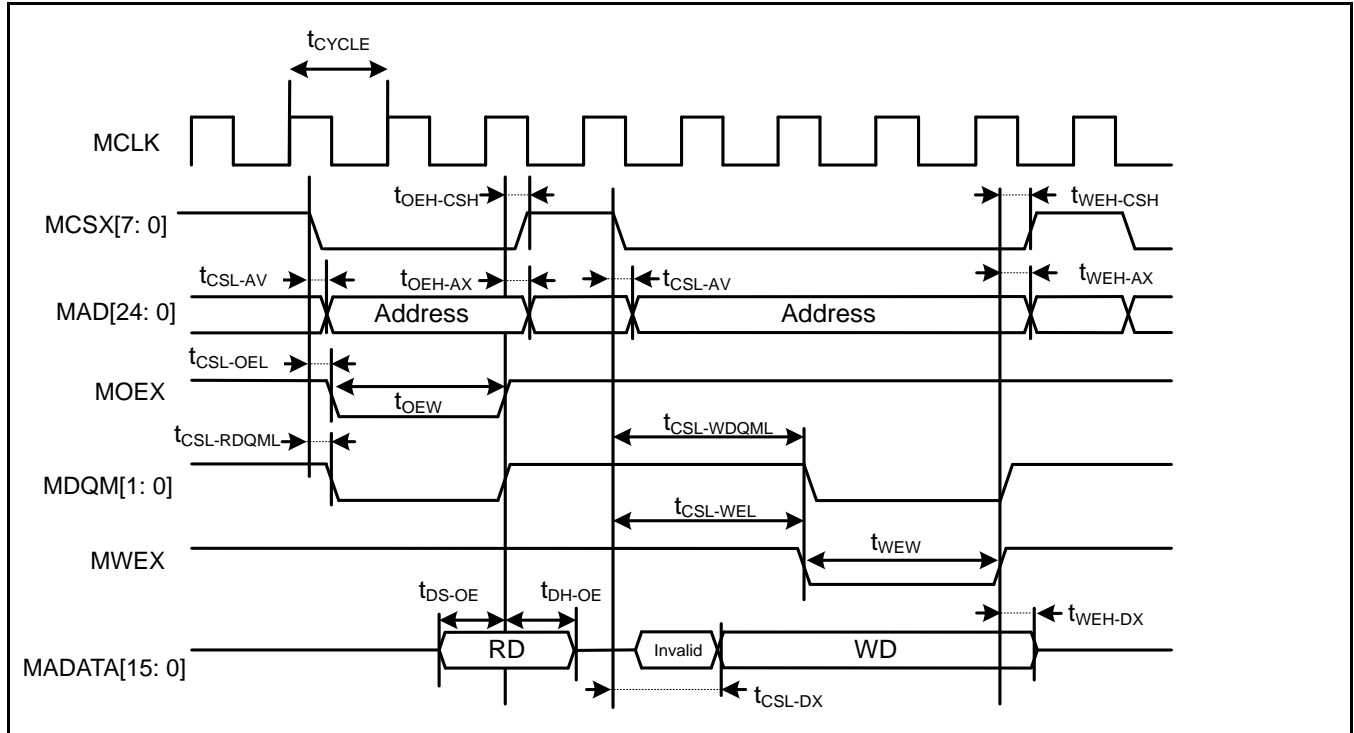 tCYCLE
MCLK
tOEH-CSH
tWEH-CSH
MCSX[7: 0]
tCSL-AV
tOEH-AX
tCSL-AV
tWEH-AX
MAD[24: 0]
Address
Address
tCSL-OEL
MOEX
tOEW
tCSL-RDQML
tCSL-WDQML
MDQM[1: 0]
tCSL-WEL
MWEX
tWEW
tDS-OE
tDH-OE
tWEH-DX
MADATA[15: 0]
RD
Invalid
WD
tCSL-DX